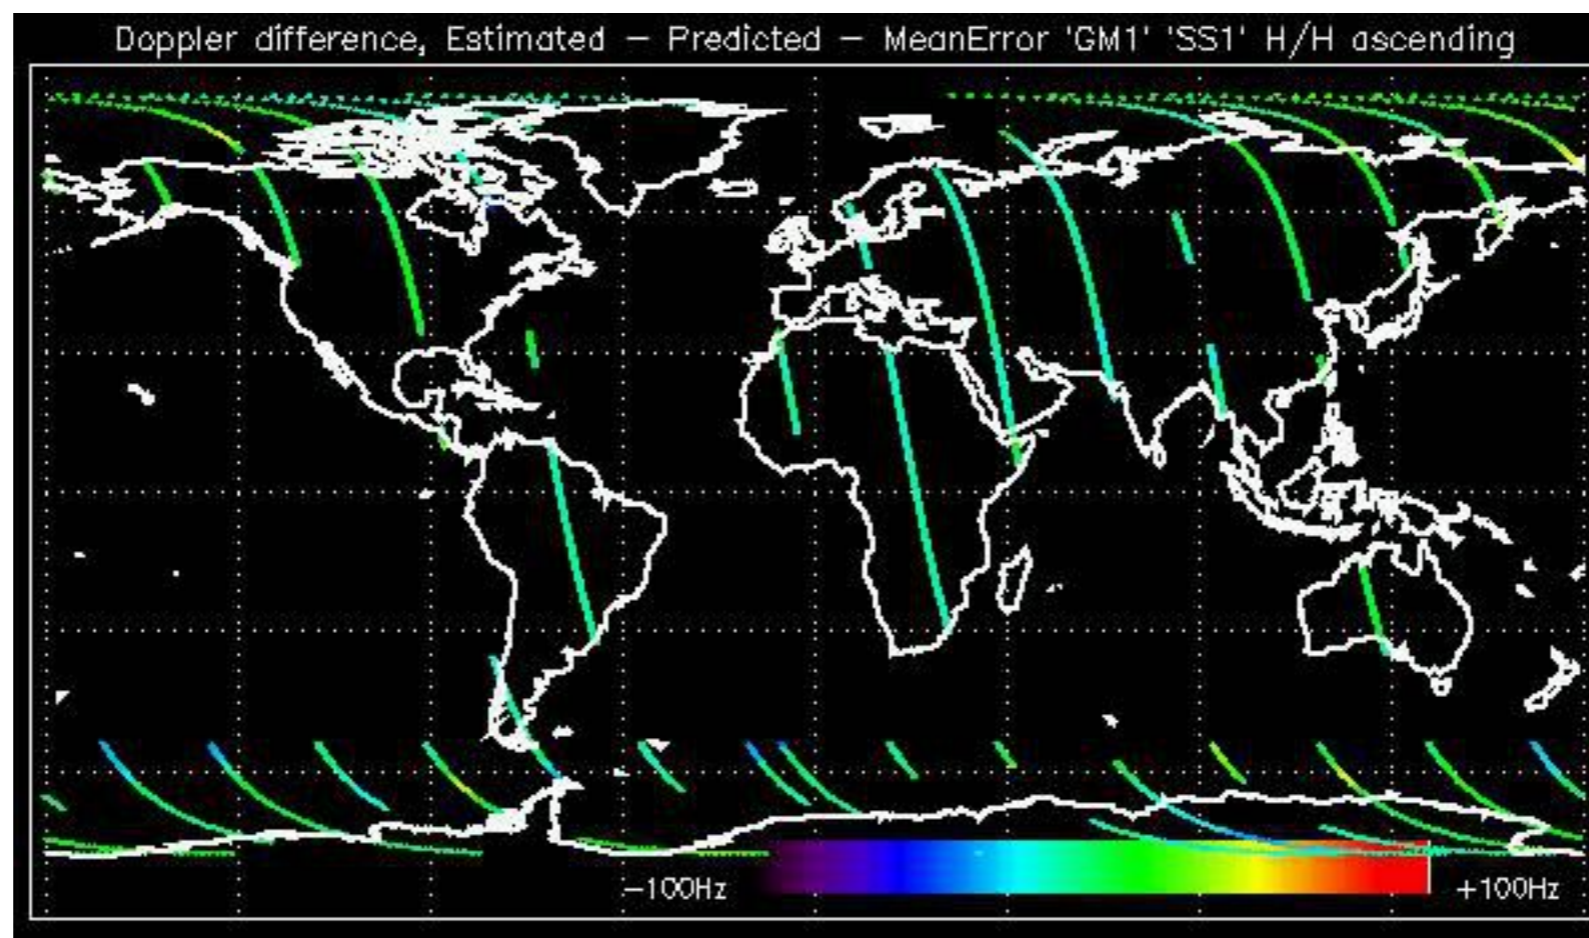 Doppler difference, Estimated – Predicted – MeanError 'GM1' 'SS1' H/H ascending
–100Hz
+100Hz